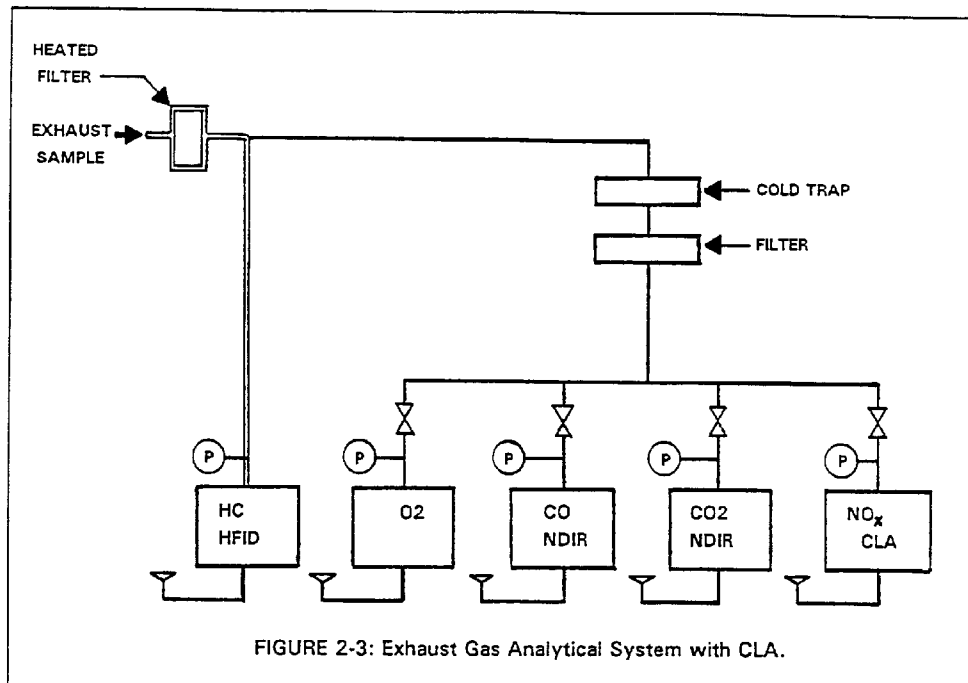 HEATED
FILTER
EXHAUST
SAMPLE
COLD TRAP
FILTER
P
P
P
P
P
HC
HFID
O2
CO
NDIR
CO2
NDIR
NOx
CLA
FIGURE 2-3: Exhaust Gas Analytical System with CLA.